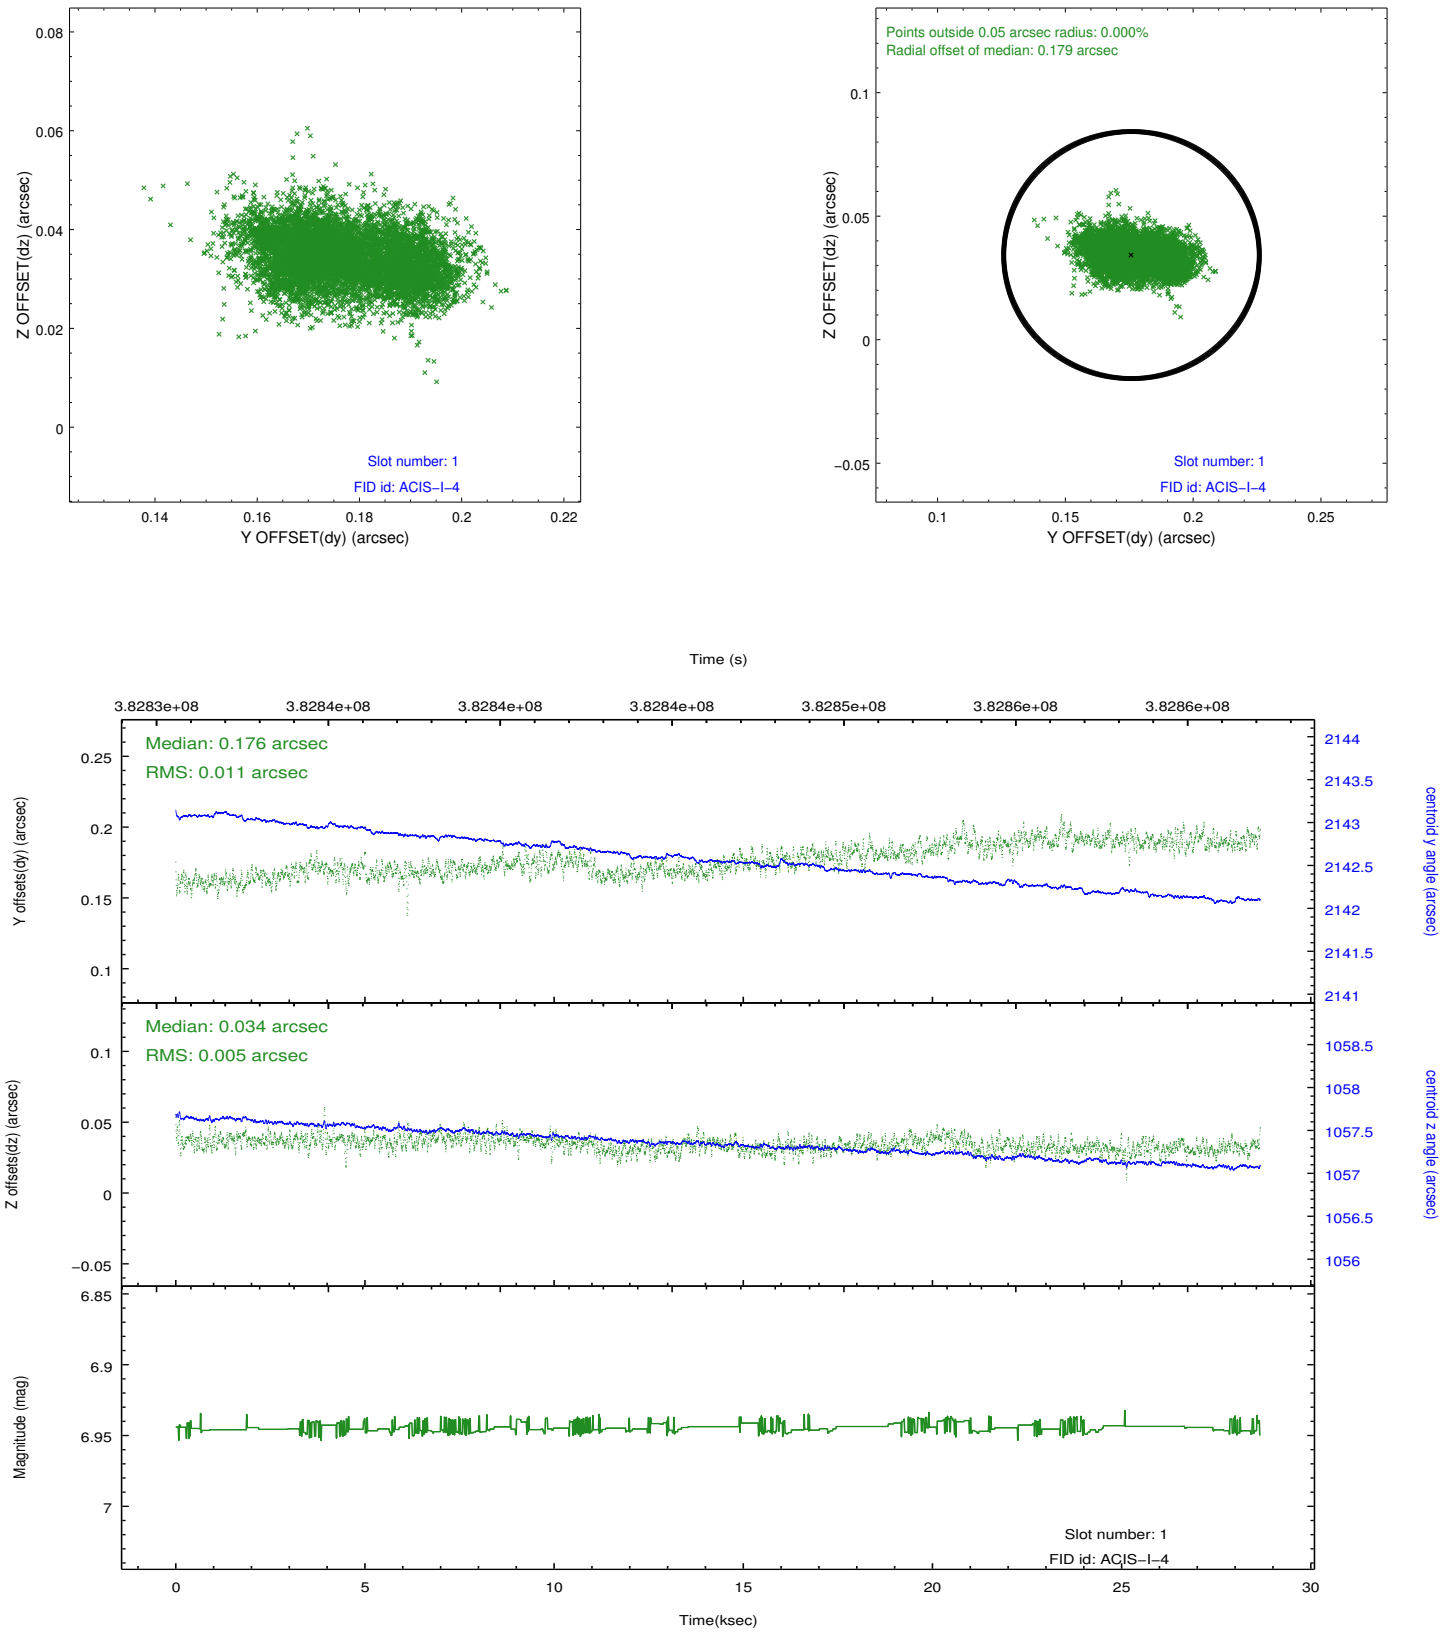 0.08
0.06
0.04
0.02
0
Z OFFSET(dz) (arcsec)
Slot number: 1
FID id: ACIS−I−4
0.14
0.16
0.18
0.2
0.22
Y OFFSET(dy) (arcsec)
Points outside 0.05 arcsec radius: 0.000%
Radial offset of median: 0.179 arcsec
0.1
0.05
0
−0.05
Z OFFSET(dz) (arcsec)
Slot number: 1
FID id: ACIS−I−4
0.1
0.15
0.2
0.25
Y OFFSET(dy) (arcsec)
Time (s)
3.8283e+08
3.8284e+08
3.8284e+08
3.8284e+08
3.8285e+08
3.8286e+08
3.8286e+08
Median: 0.176 arcsec
RMS: 0.011 arcsec
0.25
0.2
0.15
0.1
Y offsets(dy) (arcsec)
2144
2143.5
2143
2142.5
2142
2141.5
2141
centroid y angle (arcsec)
Median: 0.034 arcsec
RMS: 0.005 arcsec
0.1
0.05
0
−0.05
Z offsets(dz) (arcsec)
1058.5
1058
1057.5
1057
1056.5
1056
centroid z angle (arcsec)
6.85
6.9
6.95
7
Magnitude (mag)
Slot number: 1
FID id: ACIS−I−4
0
5
10
15
20
25
30
Time(ksec)